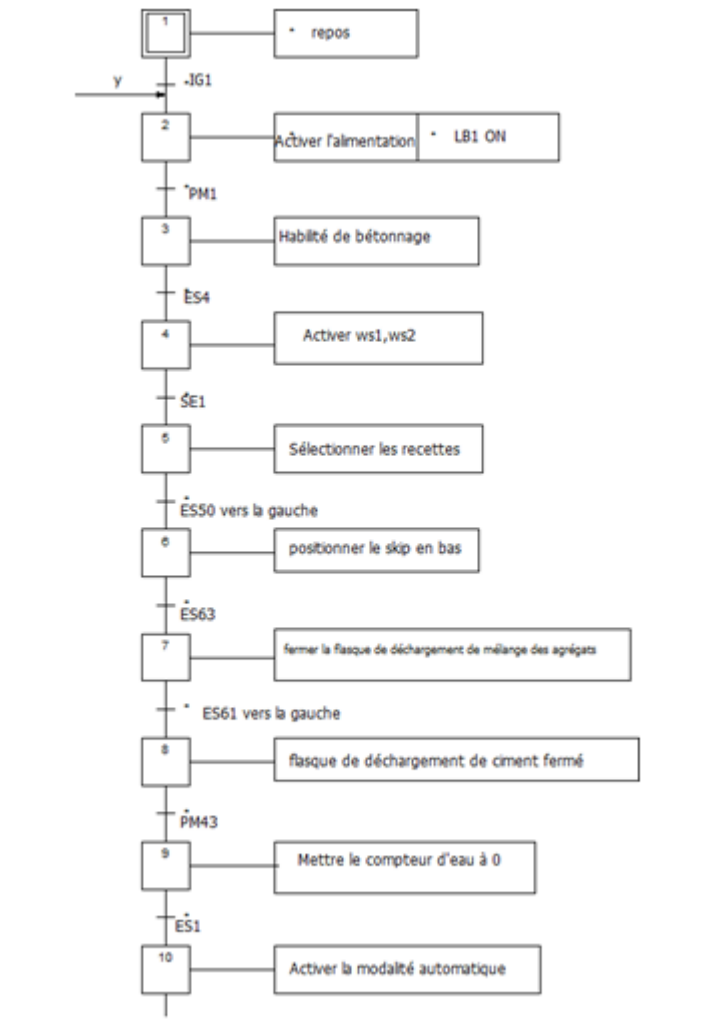 1
repos
IG1
y
2
Activer l'alimentation LB1 ON
PM1
3
Habilté de bétonnage
ES4
4
Activer ws1,ws2
SE1
5
Sélectionner les recettes
ES50 vers la gauche
6
positionner le skip en bas
ES63
7
fermer la flasque de déchargement de mélange des agrégats
ES61 vers la gauche
8
flasque de déchargement de ciment fermé
PM43
9
Mettre le compteur d'eau à 0
ES1
10
Activer la modalité automatique